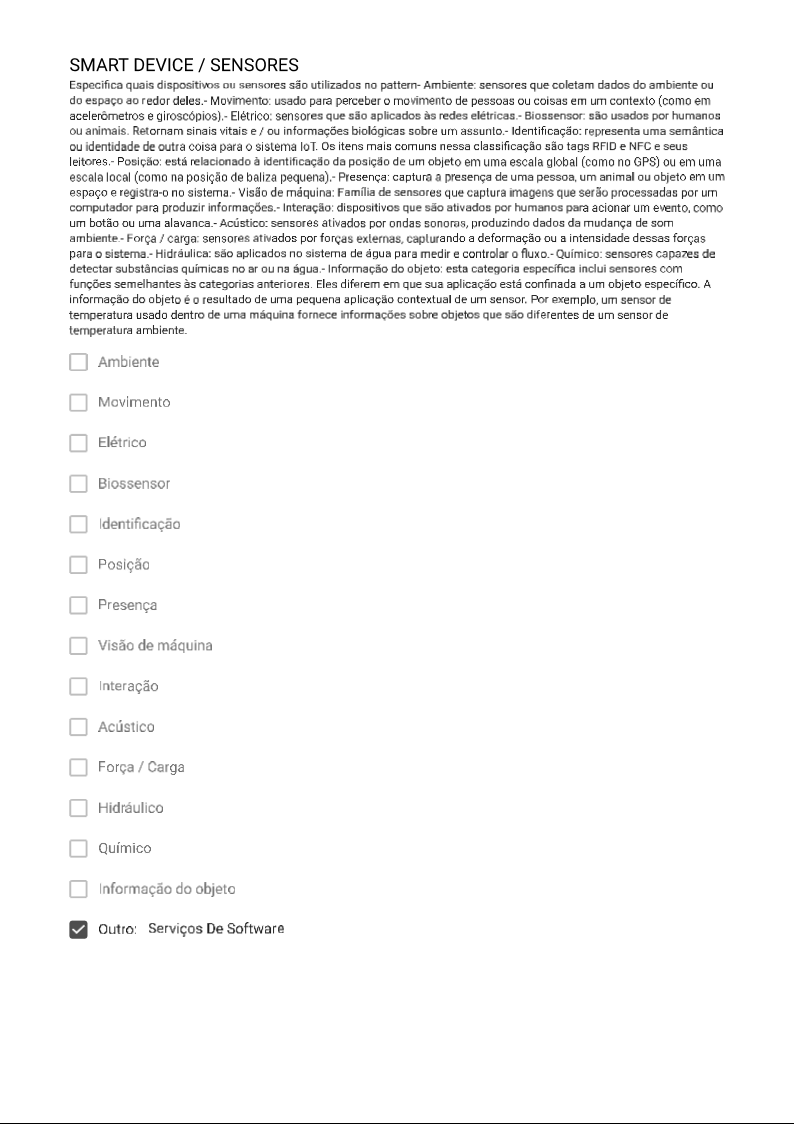 SMART DEVICE / SENSORES
Especifica quais dispositivos ou sensores são utilizados no pattern- Ambiente: sensores que coletam dados do ambiente ou
do espaço ao redor deles.- Movimento: usado para perceber o movimento de pessoas ou coisas em um contexto (como em
acelerômetros e giroscópios).- Elétrico: sensores que são aplicados às redes elétricas.- Biossensor: são usados por humanos
ou animais. Retornam sinais vitais e / ou informações biológicas sobre um assunto.- Identificação: representa uma semântica
ou identidade de outra coisa para o sistema IoT. Os itens mais comuns nessa classificação são tags RFID e NFC e seus
leitores.- Posição: está relacionado à identificação da posição de um objeto em uma escala global (como no GPS) ou em uma
escala local (como na posição de baliza pequena).- Presença: captura a presença de uma pessoa, um animal ou objeto em um
espaço e registra-o no sistema.- Visão de máquina: Família de sensores que captura imagens que serão processadas por um
computador para produzir informações.- Interação: dispositivos que são ativados por humanos para acionar um evento, como
um botão ou uma alavanca.- Acústico: sensores ativados por ondas sonoras, produzindo dados da mudança de som
ambiente.- Força / carga: sensores ativados por forças externas, capturando a deformação ou a intensidade dessas forças
para o sistema.- Hidráulica: são aplicados no sistema de água para medir e controlar o fluxo.- Químico: sensores capazes de
detectar substâncias químicas no ar ou na água.- Informação do objeto: esta categoria específica inclui sensores com
funções semelhantes às categorias anteriores. Eles diferem em que sua aplicação está confinada a um objeto específico. A
informação do objeto é o resultado de uma pequena aplicação contextual de um sensor. Por exemplo, um sensor de
temperatura usado dentro de uma máquina fornece informações sobre objetos que são diferentes de um sensor de
temperatura ambiente.
Ambiente
Movimento
Elétrico
Biossensor
Identificação
Posição
Presença
Visão de máquina
Interação
Acústico
Força / Carga
Hidráulico
Químico
Informação do objeto
Outro: Serviços De Software